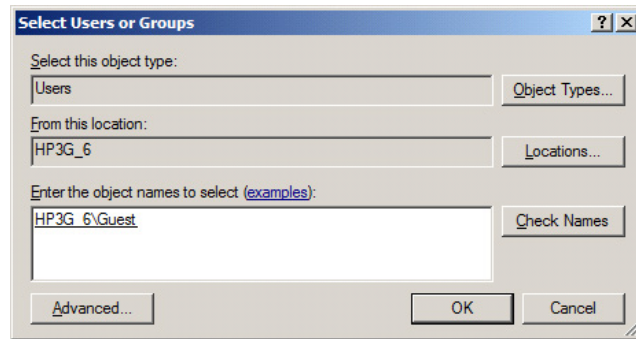 Select Users or Groups
Select this object type:
Users
Object Types...
From this location:
HP3G_6
Locations...
Enter the object names to select (examples):
HP3G_6\Guest
Check Names
Advanced...
OK
Cancel